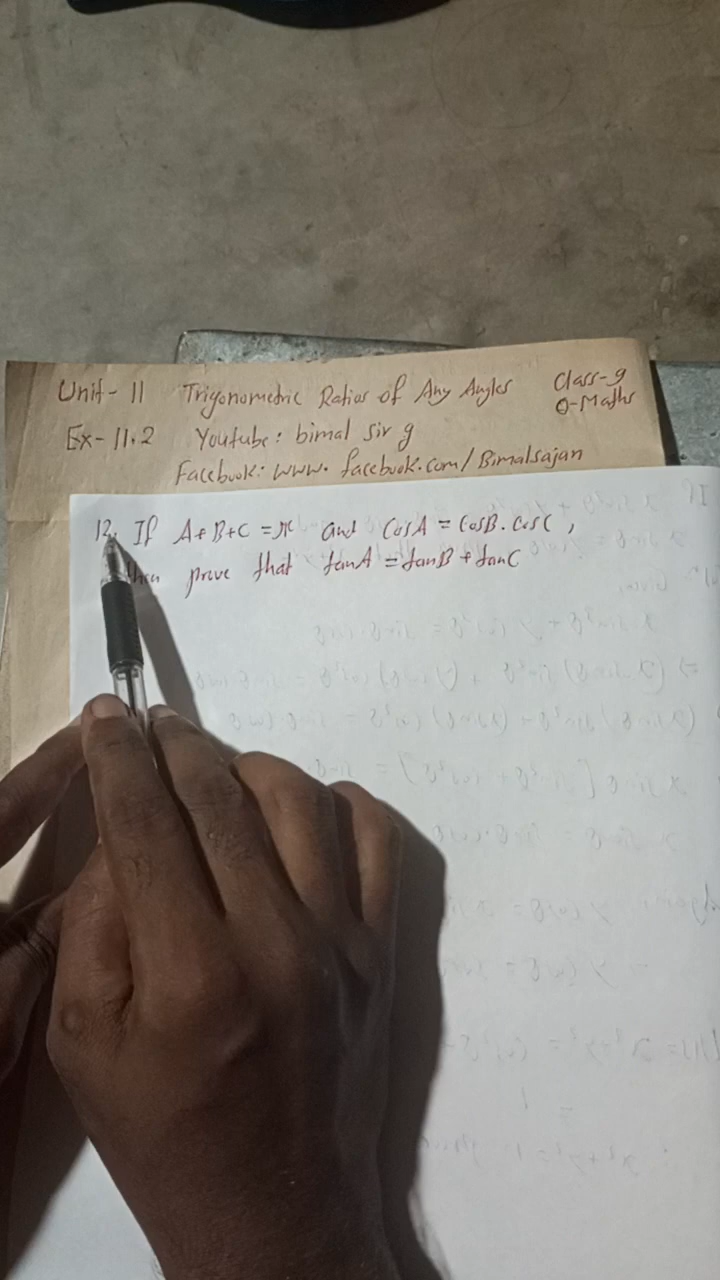 Unit- 11 Trigonometric Ratios of Any Angles Class-9
O-Maths
Ex-11.2 Youtube: bimal sir g
Facebook: www. facebook.com/Bimalsajan
12. If A+B+C = π and CosA = CosB. CosC,
then prove that tanA = tanB + tanC